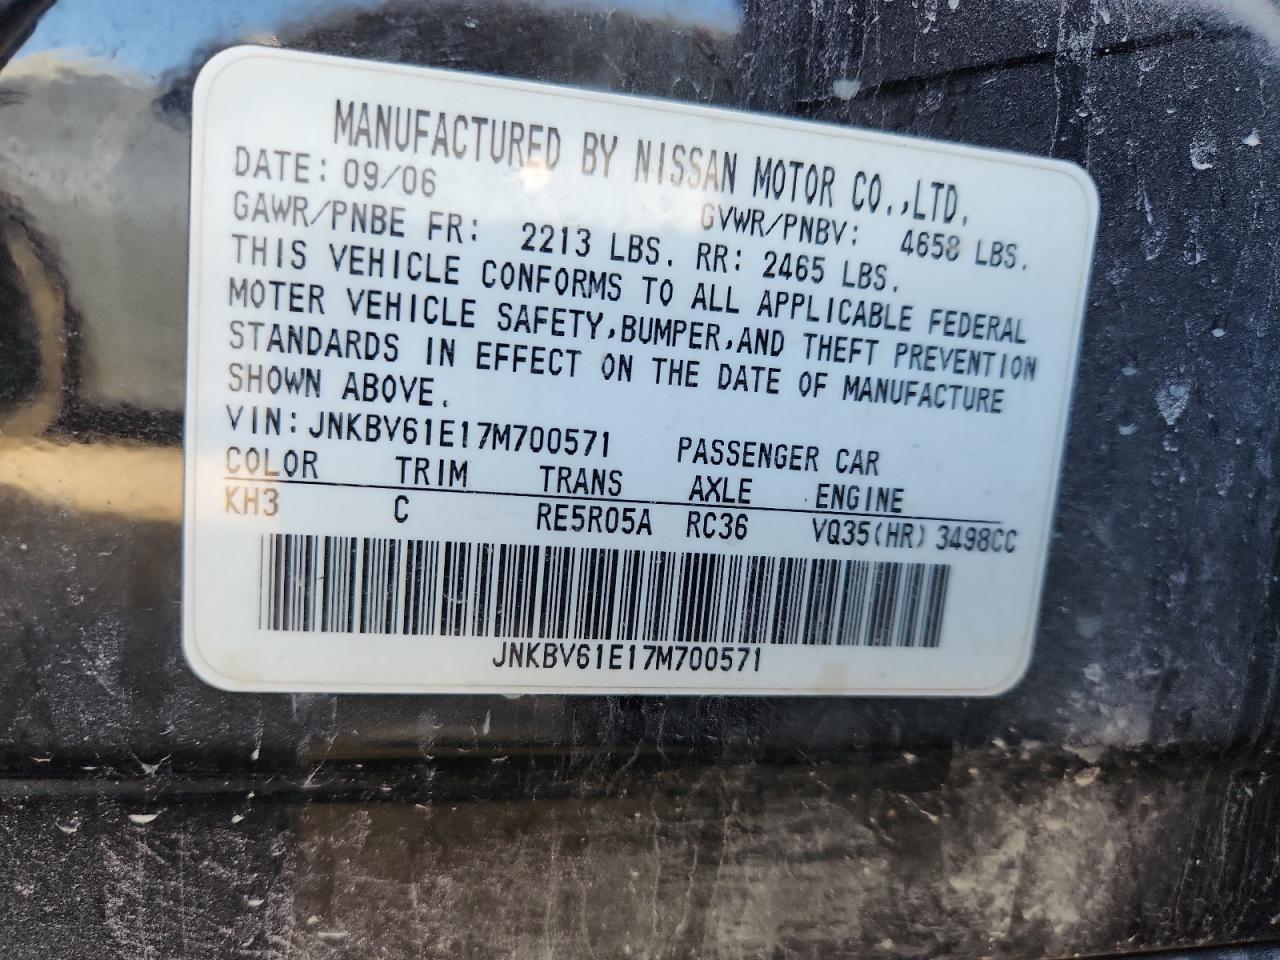 MANUFACTURED BY NISSAN MOTOR CO.,LTD.
DATE: 09/06 GVWR/PNBV: 4658 LBS.
GAWR/PNBE FR: 2213 LBS. RR: 2465 LBS.
THIS VEHICLE CONFORMS TO ALL APPLICABLE FEDERAL
MOTER VEHICLE SAFETY,BUMPER,AND THEFT PREVENTION
STANDARDS IN EFFECT ON THE DATE OF MANUFACTURE
SHOWN ABOVE.
VIN: JNKBV61E17M700571 PASSENGER CAR
COLOR TRIM TRANS AXLE ENGINE
KH3 C RE5R05A RC36 VQ35(HR) 3498CC
JNKBV61E17M700571